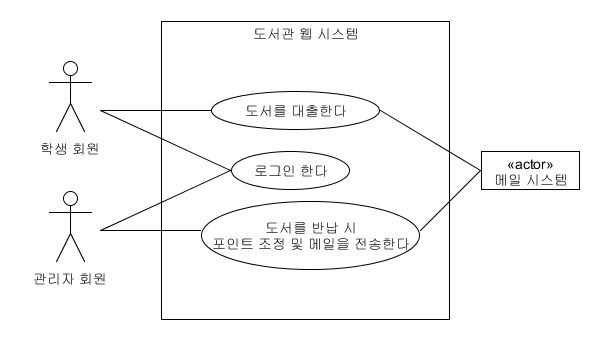 도서관 웹 시스템
학생 회원
도서를 대출한다
로그인 한다
«actor»
메일 시스템
도서를 반납 시
포인트 조정 및 메일을 전송한다
관리자 회원